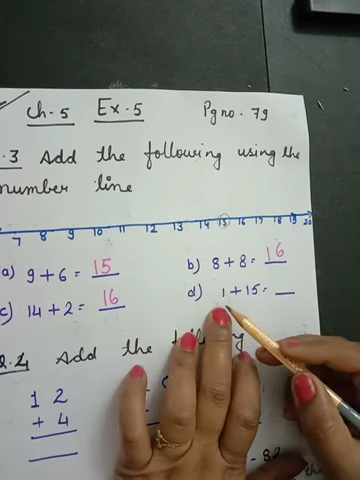 Ch-5 Ex-5 Pg no. 79
.3 Add the following using the
number line
7 8 9 10 11 12 13 14 15 16 17 18 19 20
a) 9+6= 15 b) 8+8= 16
c) 14+2= 16 d) 1+15= __
Q.4 Add the following
1 2
+ 4